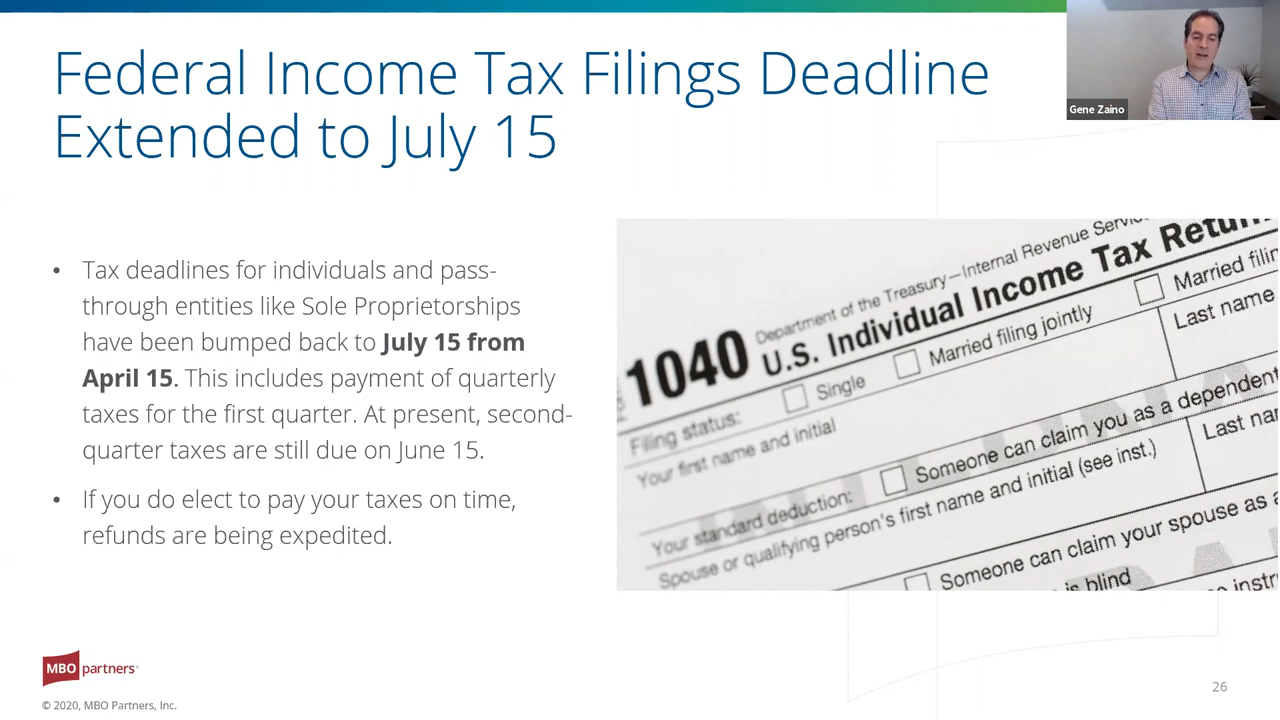 Federal Income Tax Filings Deadline
Extended to July 15
Gene Zaino
• Tax deadlines for individuals and pass-
through entities like Sole Proprietorships
have been bumped back to July 15 from
April 15. This includes payment of quarterly
taxes for the first quarter. At present, second-
quarter taxes are still due on June 15.
• If you do elect to pay your taxes on time,
refunds are being expedited.
Department of the Treasury—Internal Revenue Servic
1040 U.S. Individual Income Tax Return
Filing status: Single Married filing jointly Married filin
Your first name and initial Last name
Your standard deduction: Someone can claim you as a dependent
Spouse or qualifying person's first name and initial (see inst.) Last na
Someone can claim your spouse as a
is blind
MBO partners
© 2020, MBO Partners, Inc.
26